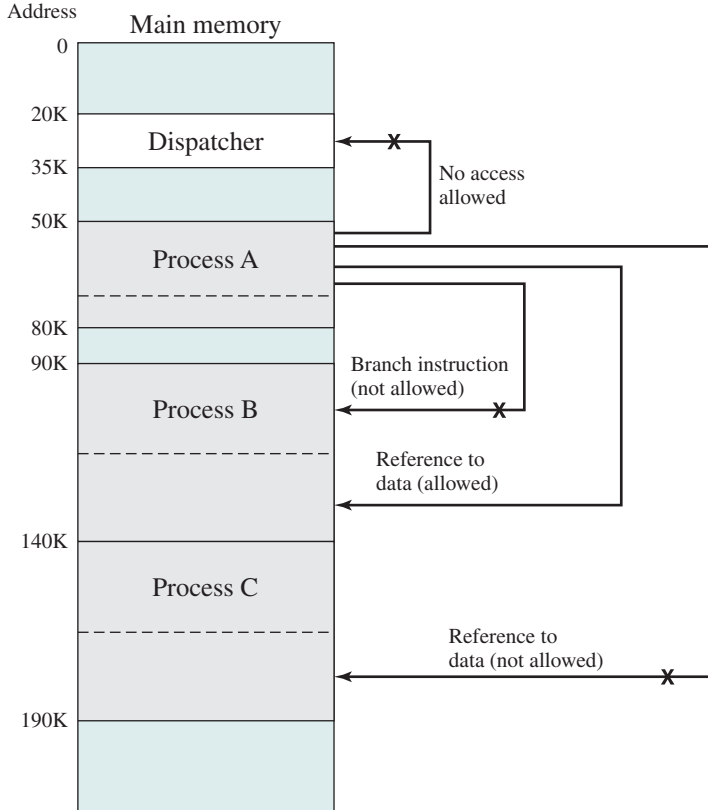 Address
Main memory
0
20K
Dispatcher
35K
No access
allowed
50K
Process A
80K
90K
Branch instruction
(not allowed)
Process B
Reference to
data (allowed)
140K
Process C
Reference to
data (not allowed)
190K